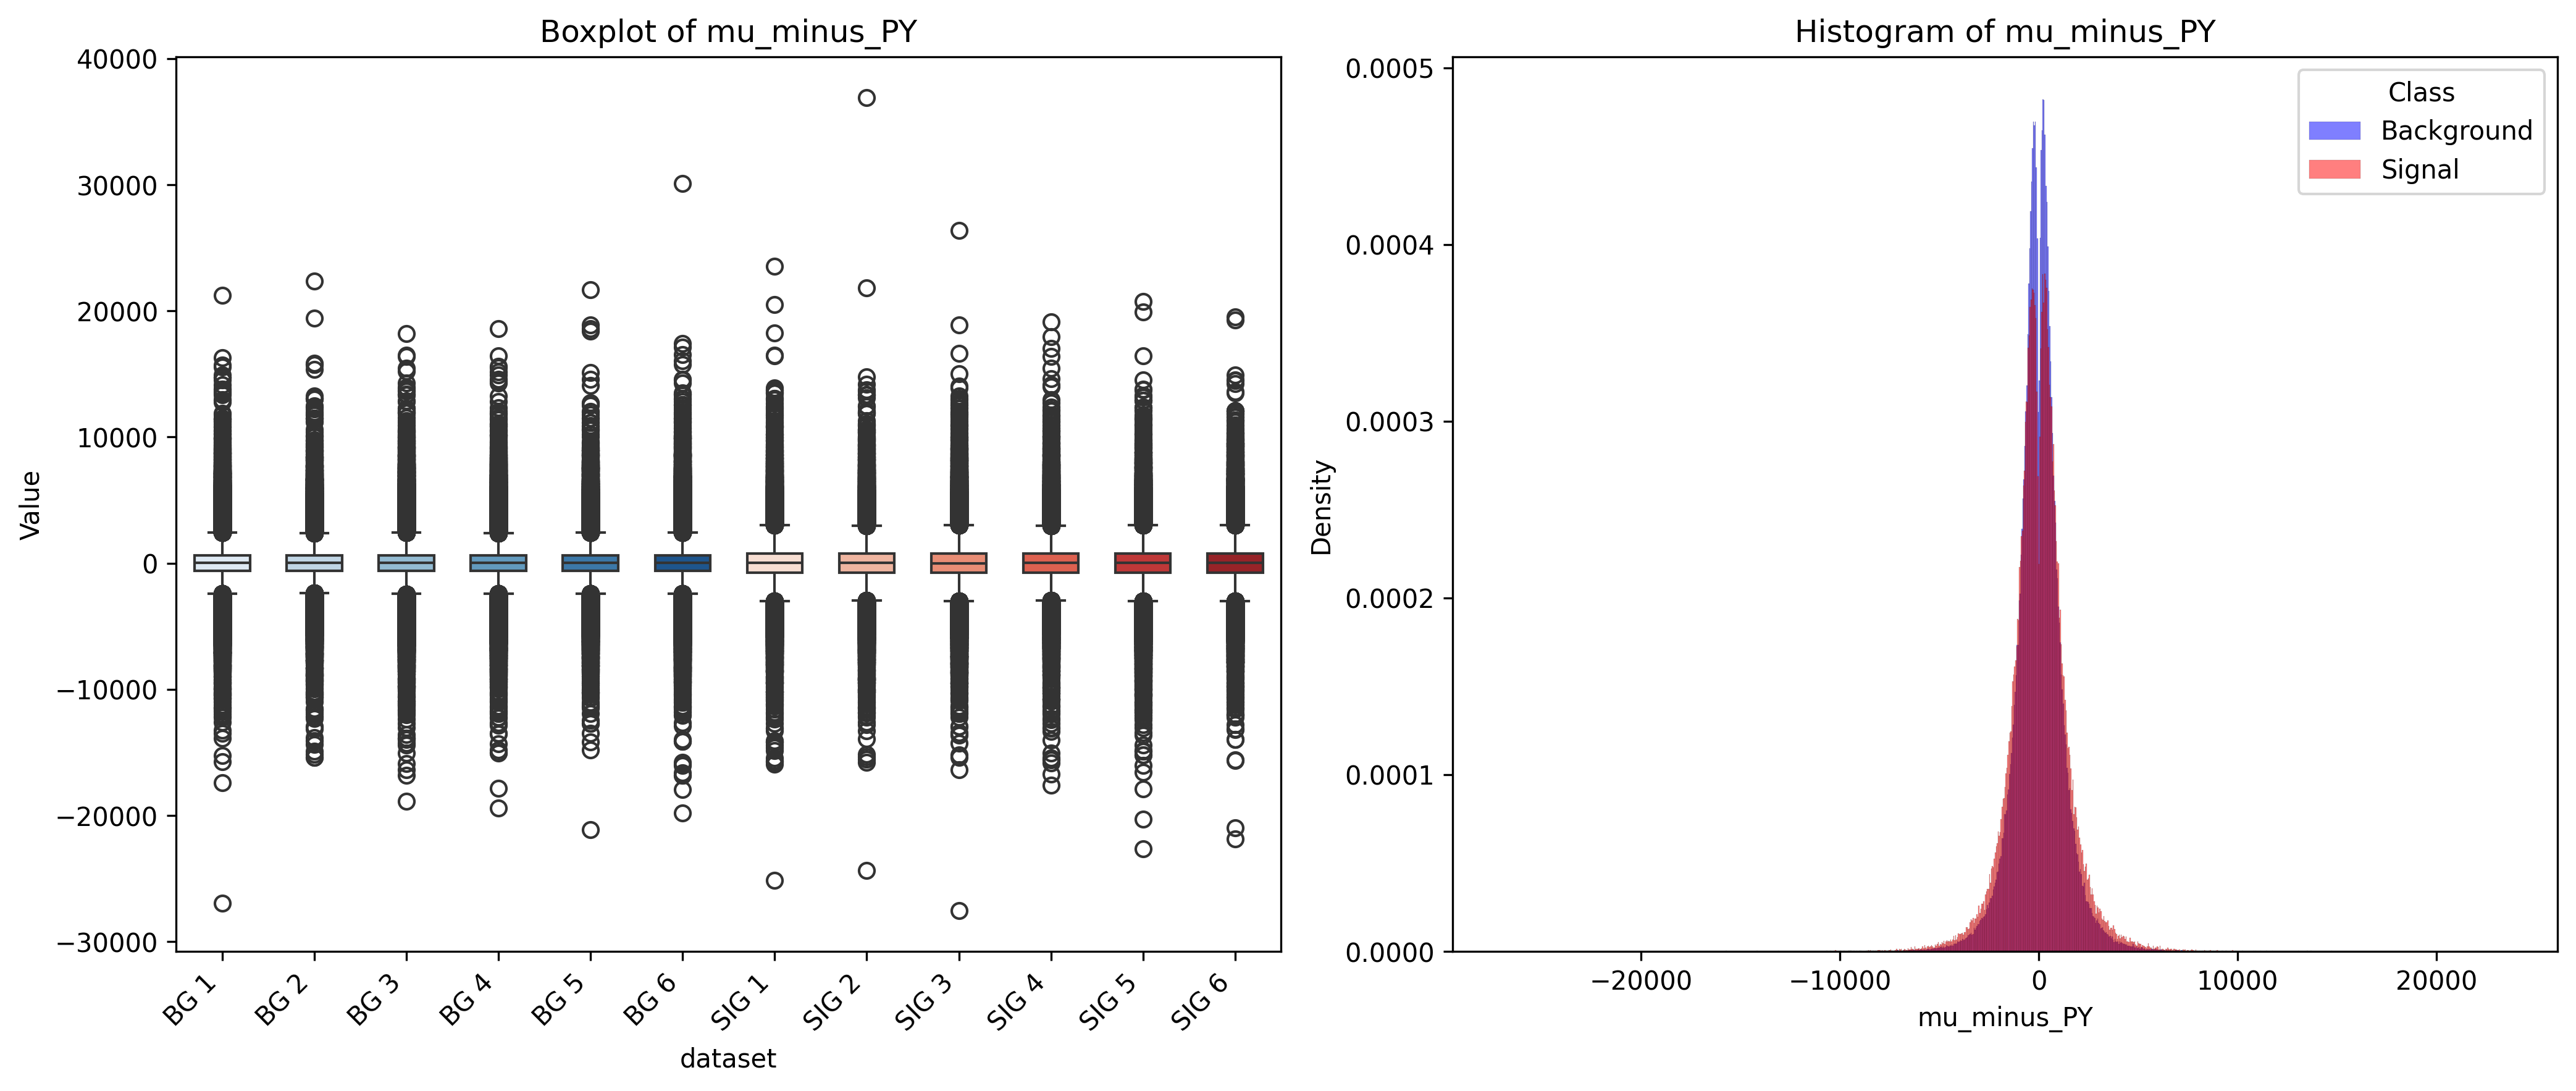 Boxplot of mu_minus_PY
Value
40000
30000
20000
10000
0
−10000
−20000
−30000
BG 1
BG 2
BG 3
BG 4
BG 5
BG 6
SIG 1
SIG 2
SIG 3
SIG 4
SIG 5
SIG 6
dataset
Histogram of mu_minus_PY
Density
0.0005
0.0004
0.0003
0.0002
0.0001
0.0000
−20000
−10000
0
10000
20000
mu_minus_PY
Class
Background
Signal